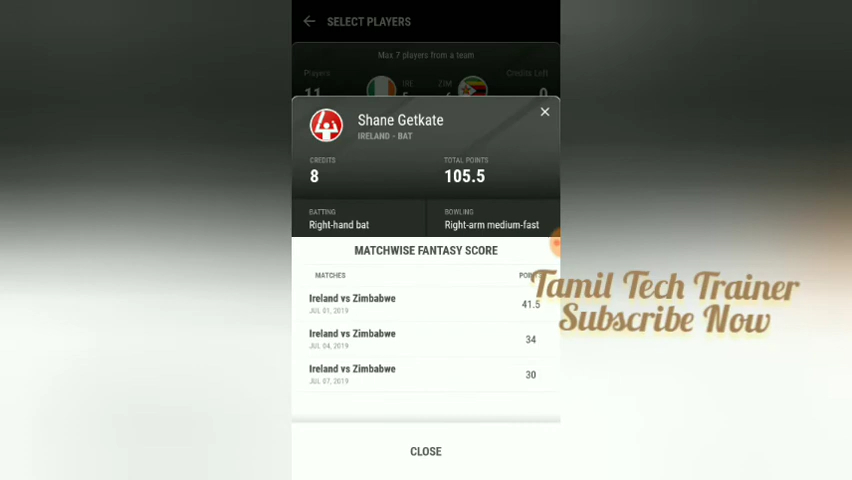 SELECT PLAYERS
Max 7 players from a team
Players
IRE
ZIM
Credits Left
11
0
Shane Getkate
IRELAND - BAT
CREDITS
TOTAL POINTS
8
105.5
BATTING
BOWLING
Right-hand bat
Right-arm medium-fast
MATCHWISE FANTASY SCORE
MATCHES
Ireland vs Zimbabwe
41.5
JUL 01, 2019
Ireland vs Zimbabwe
34
JUL 04, 2019
Ireland vs Zimbabwe
30
JUL 07, 2019
CLOSE
Tamil Tech Trainer
Subscribe Now